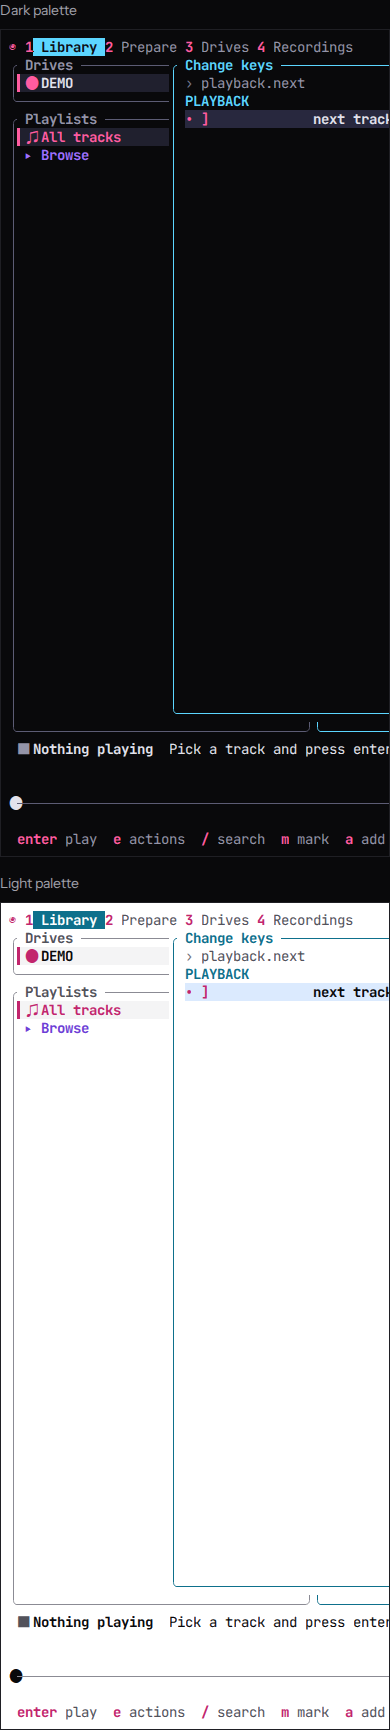 Dark palette
1 Library 2 Prepare 3 Drives 4 Recordings
Drives
DEMO
Playlists
All tracks
Browse
Change keys
› playback.next
PLAYBACK
• ] next track
Nothing playing Pick a track and press enter
enter play e actions / search m mark a add
Light palette
1 Library 2 Prepare 3 Drives 4 Recordings
Drives
DEMO
Playlists
All tracks
Browse
Change keys
› playback.next
PLAYBACK
• ] next track
Nothing playing Pick a track and press enter
enter play e actions / search m mark a add